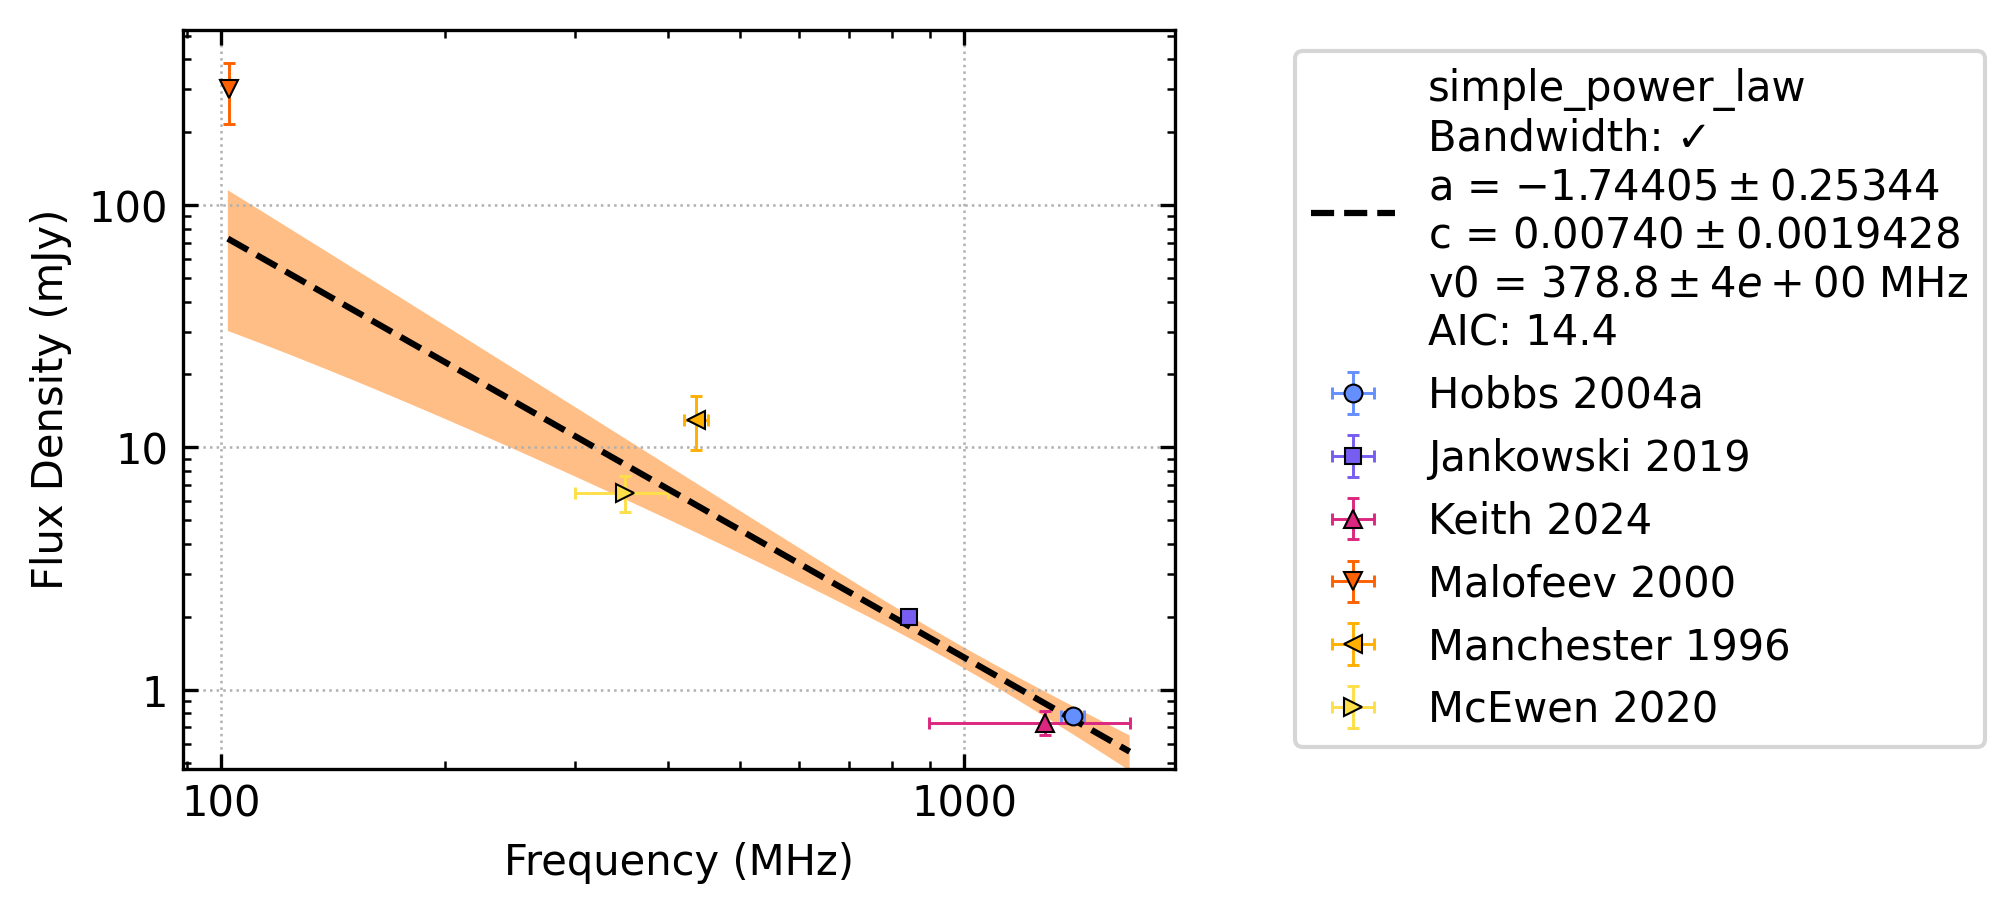 100
10
1
100
1000
Flux Density (mJy)
Frequency (MHz)
simple_power_law
Bandwidth: ✓
a = −1.74405 ± 0.25344
c = 0.00740 ± 0.0019428
v0 = 378.8 ± 4e + 00 MHz
AIC: 14.4
Hobbs 2004a
Jankowski 2019
Keith 2024
Malofeev 2000
Manchester 1996
McEwen 2020